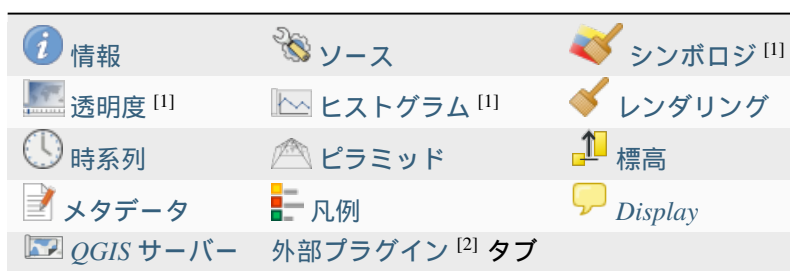 情報 ソース シンボロジ [1]
透明度 [1] ヒストグラム [1] レンダリング
時系列 ピラミッド 標高
メタデータ 凡例 Display
QGIS サーバー 外部プラグイン [2] タブ